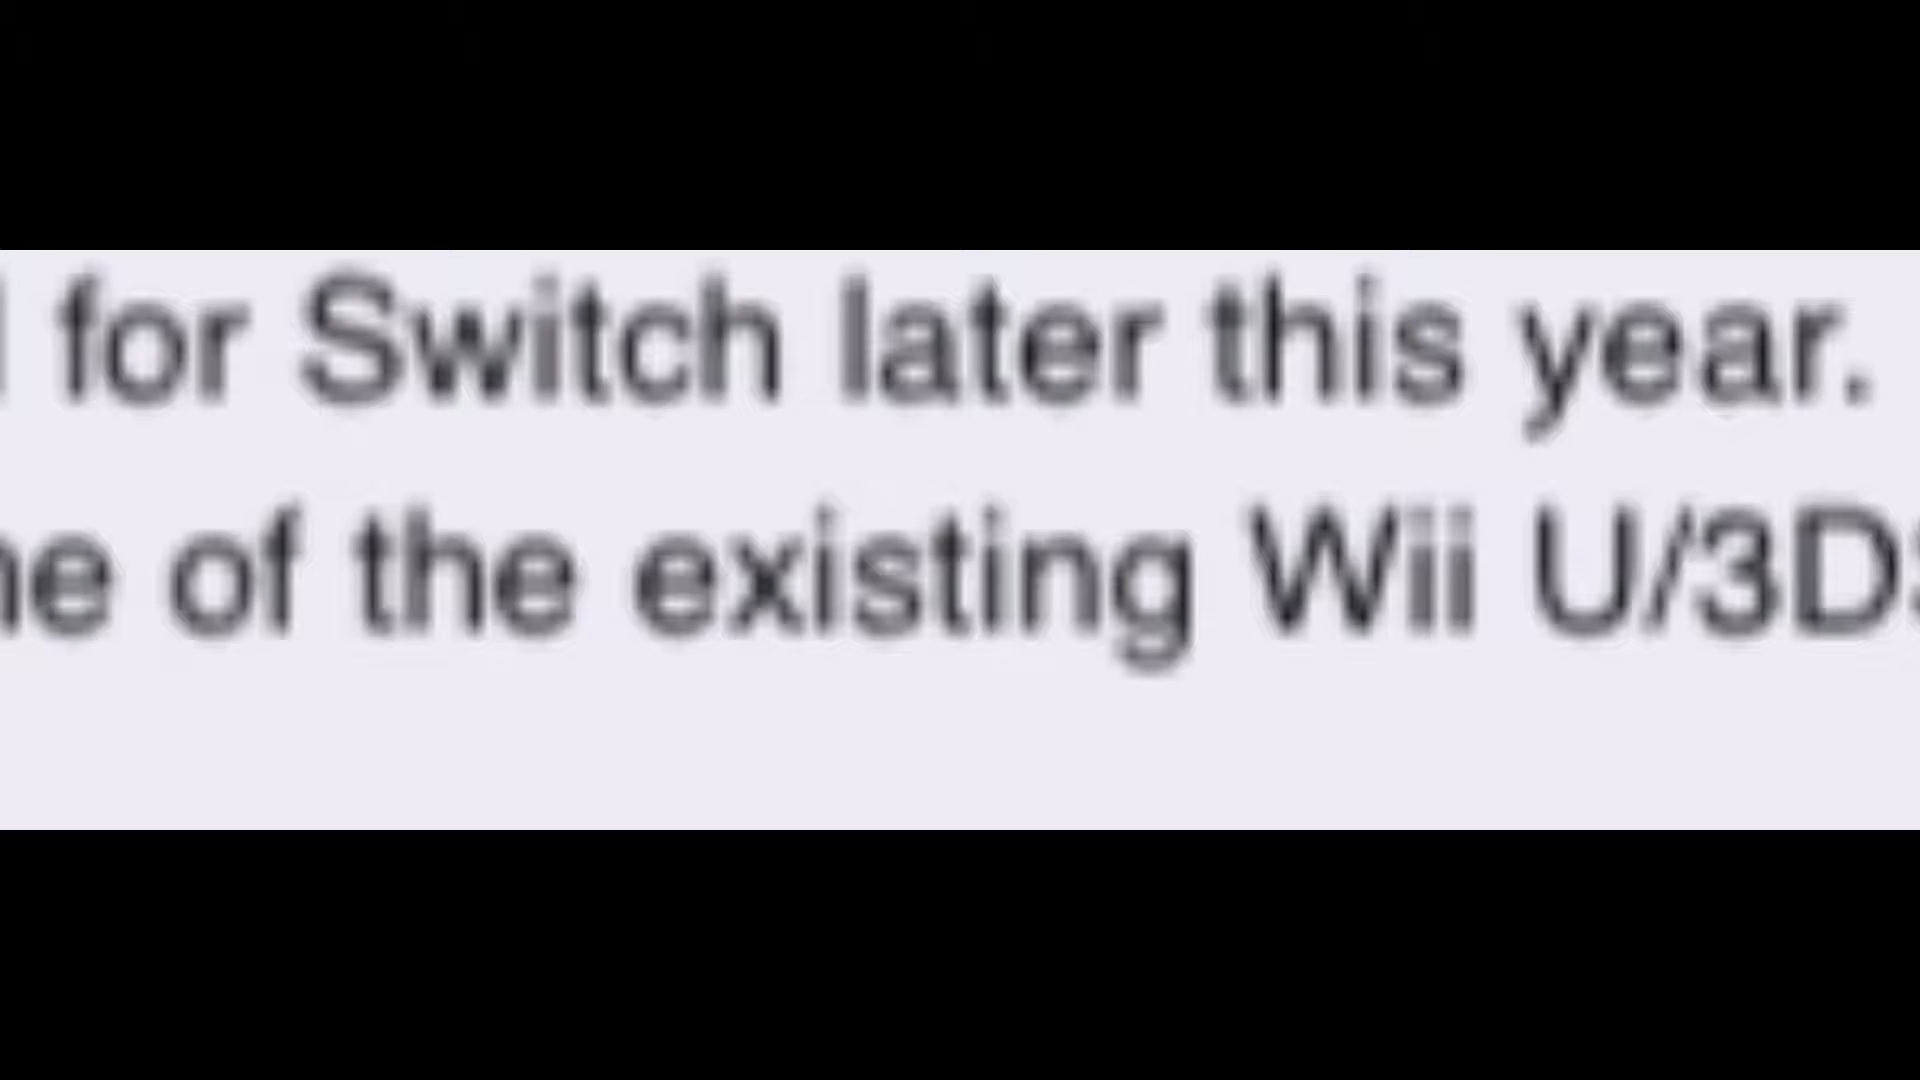 for Switch later this year.
of the existing Wii U/3D